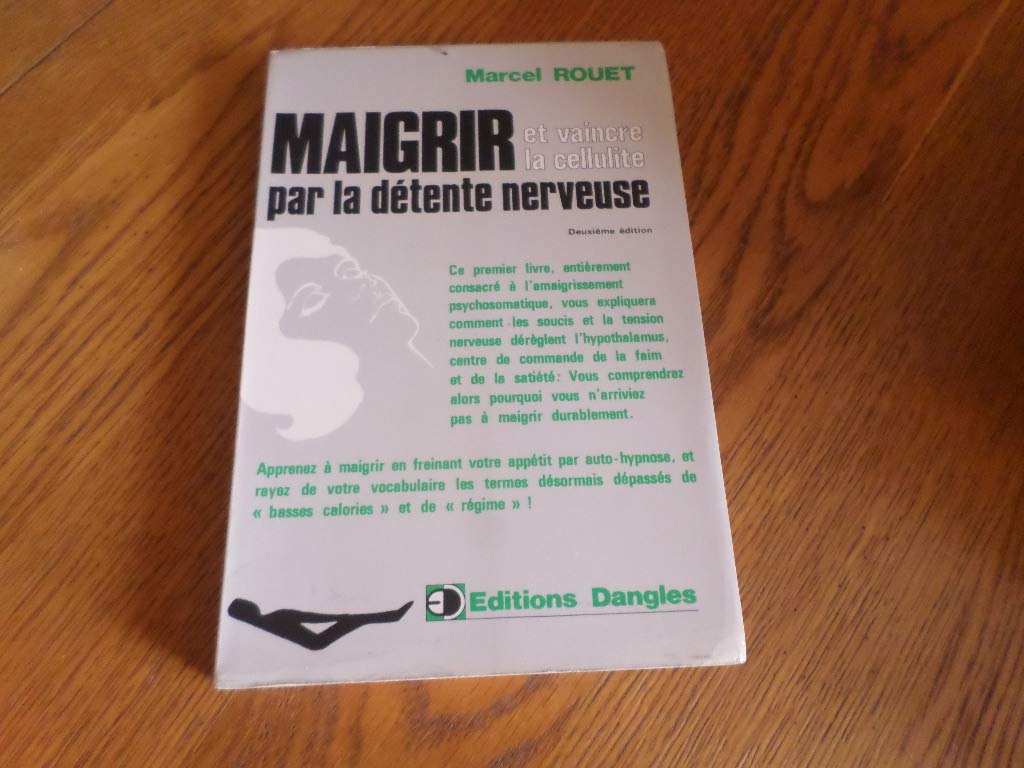 Marcel ROUET
MAIGRIR et vaincre
la cellulite
par la détente nerveuse
Deuxième édition
Ce premier livre, entièrement
consacré à l'amaigrissement
psychosomatique, vous expliquera
comment les soucis et la tension
nerveuse dérèglent l'hypothalamus,
centre de commande de la faim
et de la satiété: Vous comprendrez
alors pourquoi vous n'arriviez
pas à maigrir durablement.
Apprenez à maigrir en freinant votre appétit par auto-hypnose, et
rayez de votre vocabulaire les termes désormais dépassés de
« basses calories » et de « régime » !
Editions Dangles